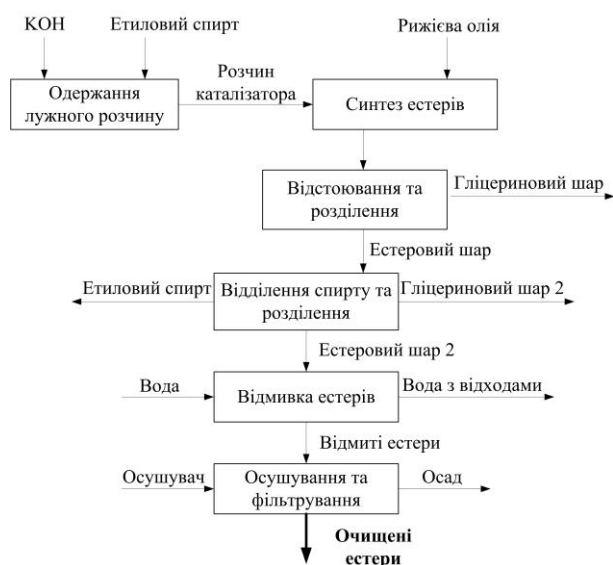 KOH
Етиловий спирт
Рижієва олія
Одержання
лужного розчину
Розчин
каталізатора
Синтез естерів
Відстоювання та
розділення
Гліцериновий шар
Естеровий шар
Етиловий спирт
Відділення спирту та
розділення
Гліцериновий шар 2
Естеровий шар 2
Вода
Відмивка естерів
Вода з відходами
Відмиті естери
Осушувач
Осушування та
фільтрування
Осад
Очищені
естери